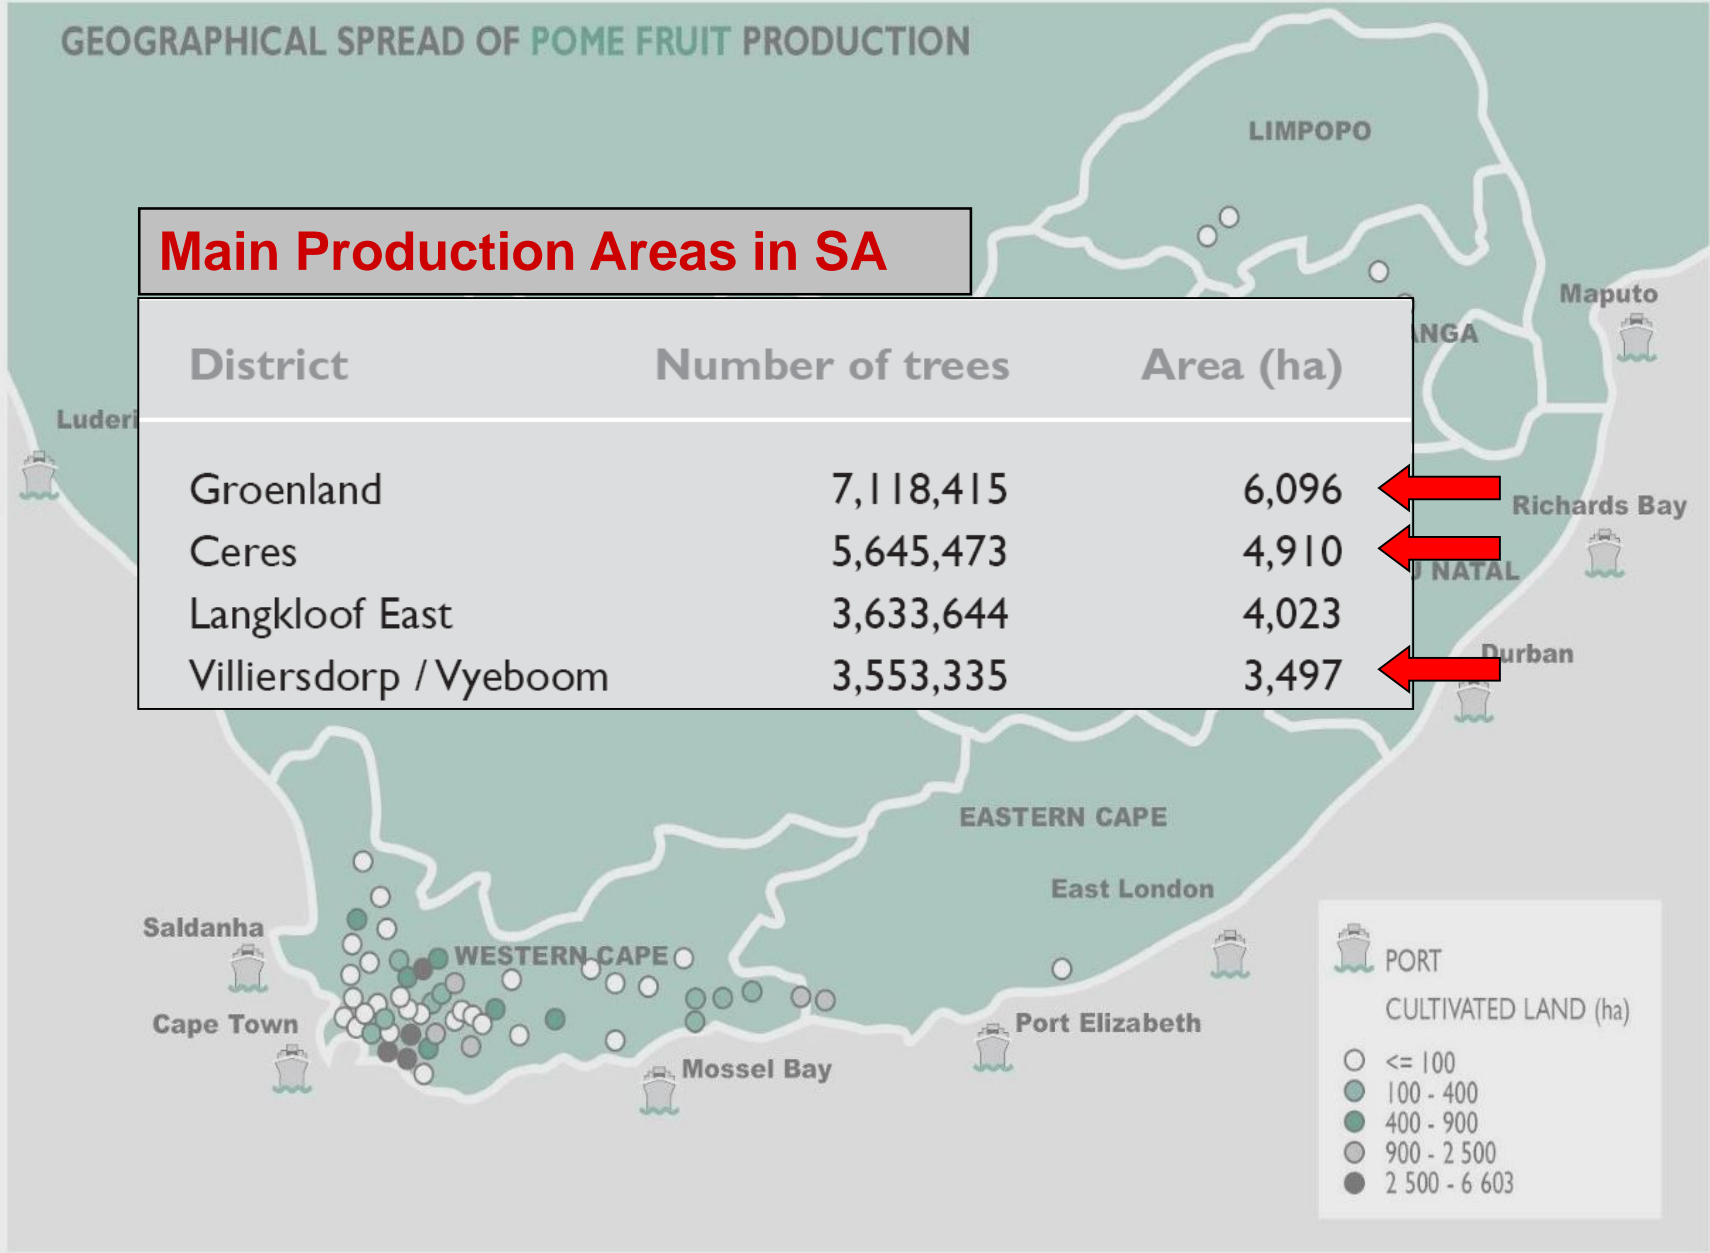 GEOGRAPHICAL SPREAD OF POME FRUIT PRODUCTION
LIMPOPO
Main Production Areas in SA
Maputo
ANGA
District Number of trees Area (ha)
Luderi
Groenland 7,118,415 6,096
Richards Bay
Ceres 5,645,473 4,910
NATAL
Langkloof East 3,633,644 4,023
Durban
Villiersdorp / Vyeboom 3,553,335 3,497
EASTERN CAPE
East London
Saldanha
WESTERN CAPE
PORT
CULTIVATED LAND (ha)
Cape Town
Port Elizabeth
Mossel Bay
<= 100
100 - 400
400 - 900
900 - 2 500
2 500 - 6 603